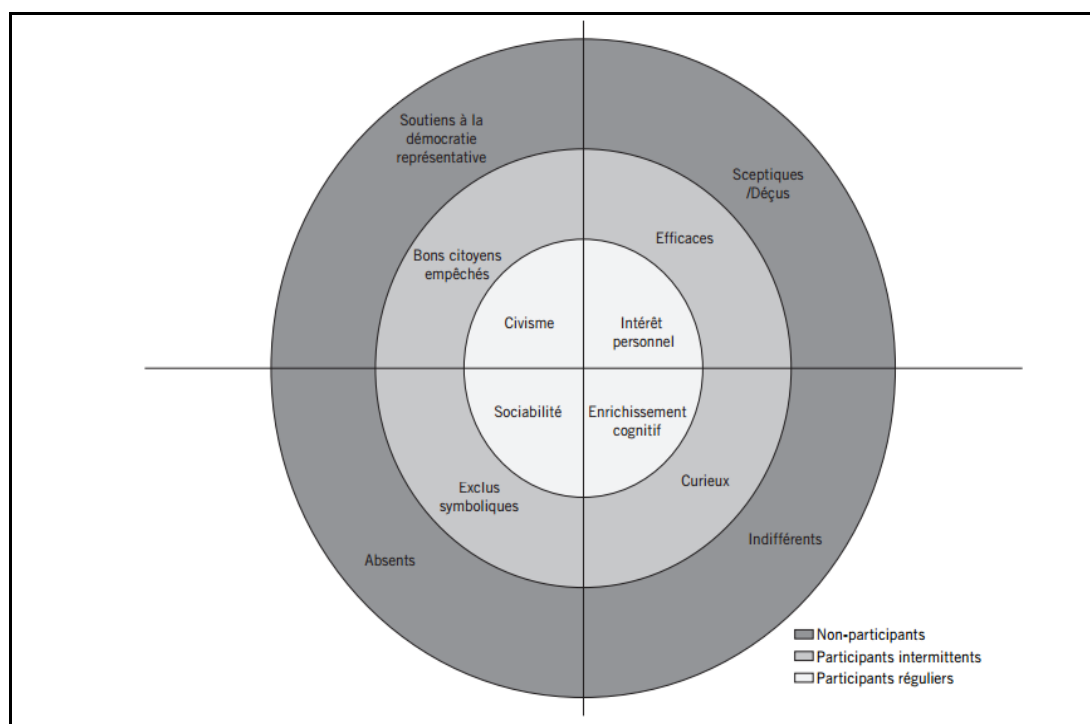 Soutiens à la
démocratie
représentative
Sceptiques
/Déçus
Efficaces
Bons citoyens
empêchés
Civisme
Intérêt
personnel
Sociabilité
Enrichissement
cognitif
Curieux
Exclus
symboliques
Indifférents
Absents
Non-participants
Participants intermittents
Participants réguliers